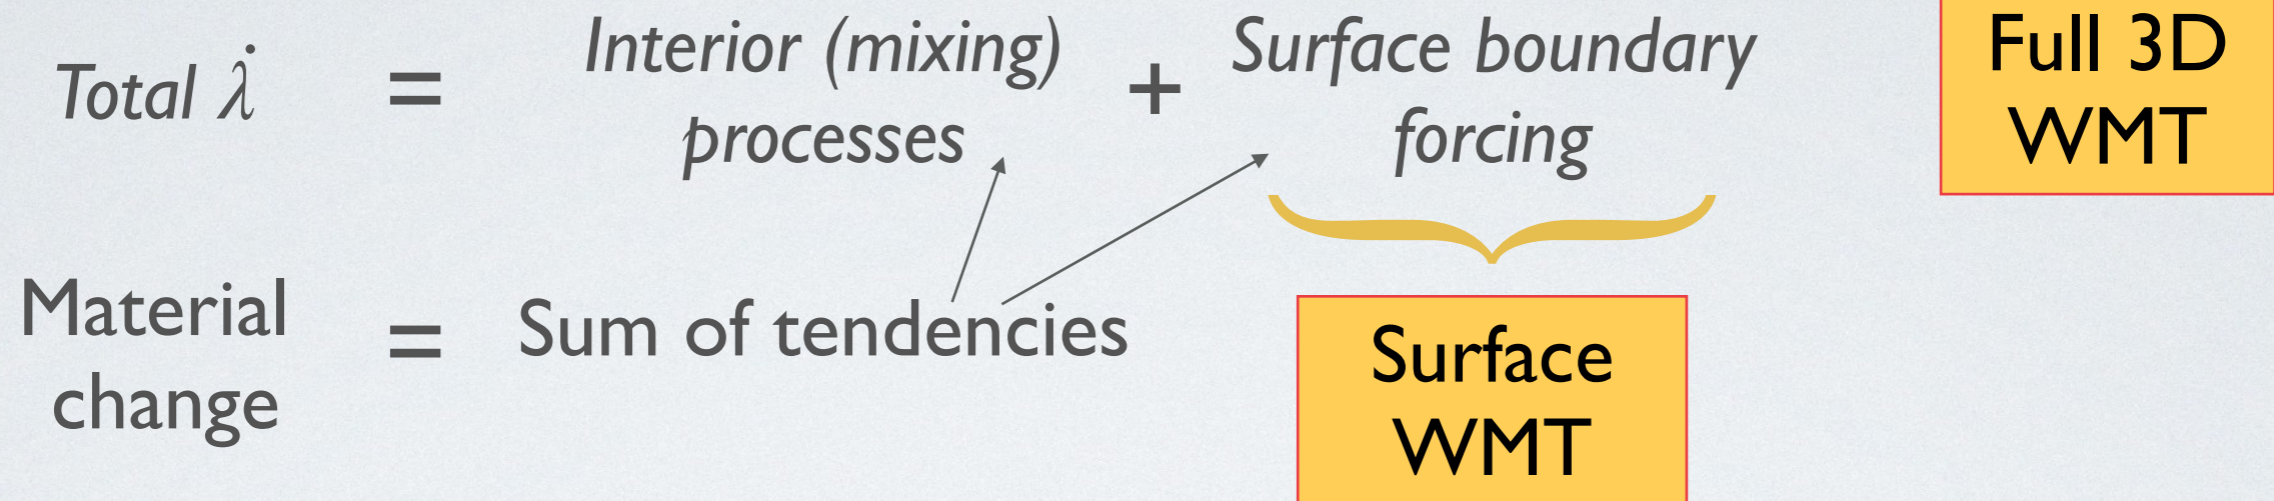 Total λ̇ = Interior (mixing) processes + Surface boundary forcing
Full 3D
WMT
Material change = Sum of tendencies
Surface
WMT